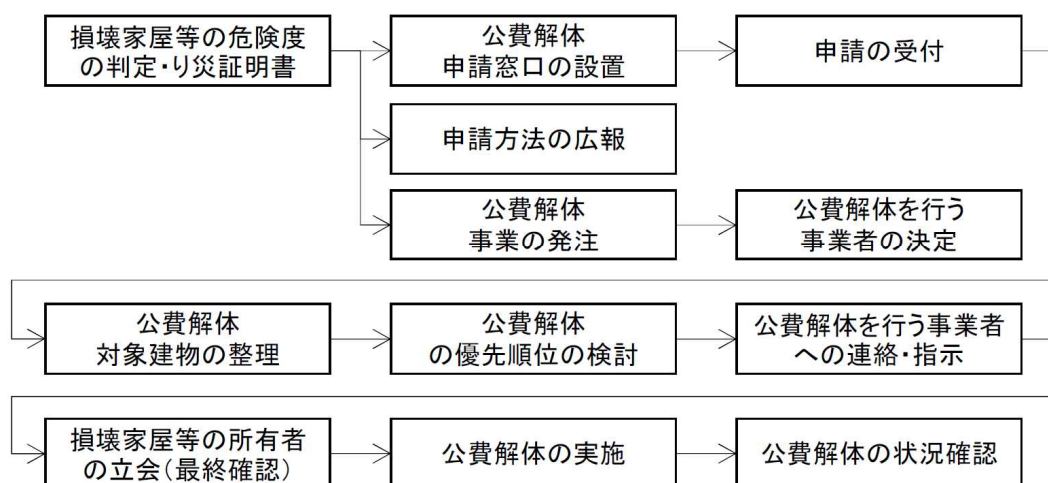 損壊家屋等の危険度
の判定・り災証明書
公費解体
申請窓口の設置
申請の受付
申請方法の広報
公費解体
事業の発注
公費解体を行う
事業者の決定
公費解体
対象建物の整理
公費解体
の優先順位の検討
公費解体を行う事業者
への連絡・指示
損壊家屋等の所有者
の立会(最終確認)
公費解体の実施
公費解体の状況確認